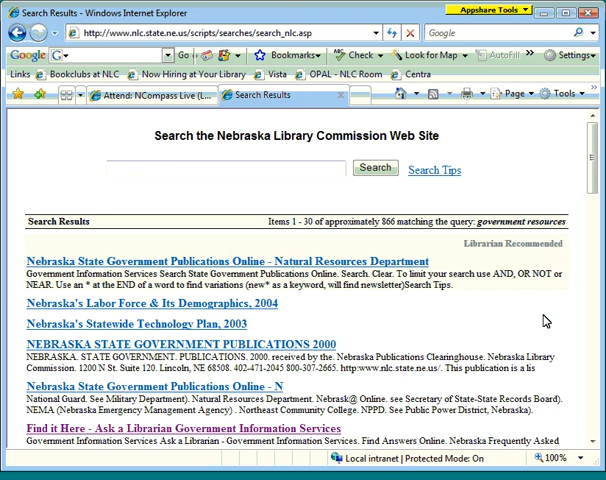 Search Results - Windows Internet Explorer
Appshare Tools
http://www.nlc.state.ne.us/scripts/searches/search_nlc.asp
Google
Google
G
Go
Bookmarks
Check
Look for Map
AutoFill
Settings
Links Bookclubs at NLC Now Hiring at Your Library Vista OPAL - NLC Room Centra
Attend: NCompass Live (L...
Search Results
Page
Tools
Search the Nebraska Library Commission Web Site
Search
Search Tips
Search Results
Items 1 - 30 of approximately 866 matching the query: government resources
Librarian Recommended
Nebraska State Government Publications Online - Natural Resources Department
Government Information Services Search State Government Publications Online. Search. Clear. To limit your search use AND, OR NOT or
NEAR. Use an * at the END of a word to find variations (new* as a keyword, will find newsletter)Search Tips.
Nebraska's Labor Force & Its Demographics, 2004
Nebraska's Statewide Technology Plan, 2003
NEBRASKA STATE GOVERNMENT PUBLICATIONS 2000
NEBRASKA. STATE GOVERNMENT. PUBLICATIONS. 2000. received by the. Nebraska Publications Clearinghouse. Nebraska Library
Commission. 1200 N St. Suite 120. Lincoln, NE 68508. 402-471-2045 800-307-2665. http:www.nlc.state.ne.us/. This publication is a lis
Nebraska State Government Publications Online - N
National Guard. See Military Department). Natural Resources Department. Nebrask@ Online. see Secretary of State-State Records Board).
NEMA (Nebraska Emergency Management Agency) . Northeast Community College. NPPD. See Public Power District, Nebraska).
Find it Here - Ask a Librarian Government Information Services
Government Information Services Ask a Librarian - Government Information Services. Find Answers Online. Nebraska Frequently Asked
Local intranet | Protected Mode: On
100%